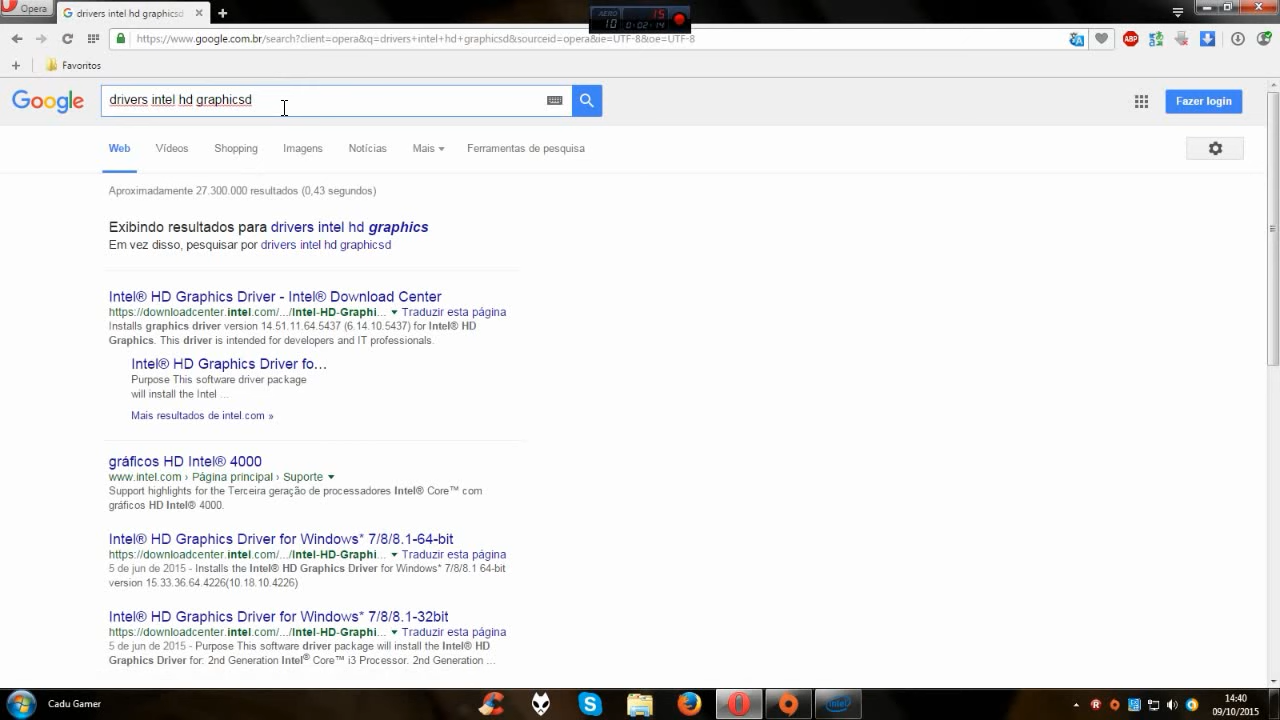 Opera
drivers intel hd graphicsd
AERO
10
15
0:02:14
https://www.google.com.br/search?client=opera&q=drivers+intel+hd+graphicsd&sourceid=opera&ie=UTF-8&oe=UTF-8
ABP
Favoritos
Google
drivers intel hd graphicsd
Fazer login
Web
Vídeos
Shopping
Imagens
Notícias
Mais
Ferramentas de pesquisa
Aproximadamente 27.300.000 resultados (0,43 segundos)
Exibindo resultados para drivers intel hd graphics
Em vez disso, pesquisar por drivers intel hd graphicsd
Intel® HD Graphics Driver - Intel® Download Center
https://downloadcenter.intel.com/.../Intel-HD-Graphi... Traduzir esta página
Installs graphics driver version 14.51.11.64.5437 (6.14.10.5437) for Intel® HD
Graphics. This driver is intended for developers and IT professionals.
Intel® HD Graphics Driver fo...
Purpose This software driver package
will install the Intel ...
Mais resultados de intel.com »
gráficos HD Intel® 4000
www.intel.com › Página principal › Suporte
Support highlights for the Terceira geração de processadores Intel® Core™ com
gráficos HD Intel® 4000.
Intel® HD Graphics Driver for Windows* 7/8/8.1-64-bit
https://downloadcenter.intel.com/.../Intel-HD-Graphi... Traduzir esta página
5 de jun de 2015 - Installs the Intel® HD Graphics Driver for Windows* 7/8/8.1 64-bit
version 15.33.36.64.4226(10.18.10.4226)
Intel® HD Graphics Driver for Windows* 7/8/8.1-32bit
https://downloadcenter.intel.com/.../Intel-HD-Graphi... Traduzir esta página
5 de jun de 2015 - Purpose This software driver package will install the Intel® HD
Graphics Driver for: 2nd Generation Intel® Core™ i3 Processor. 2nd Generation ...
Cadu Gamer
14:40
09/10/2015